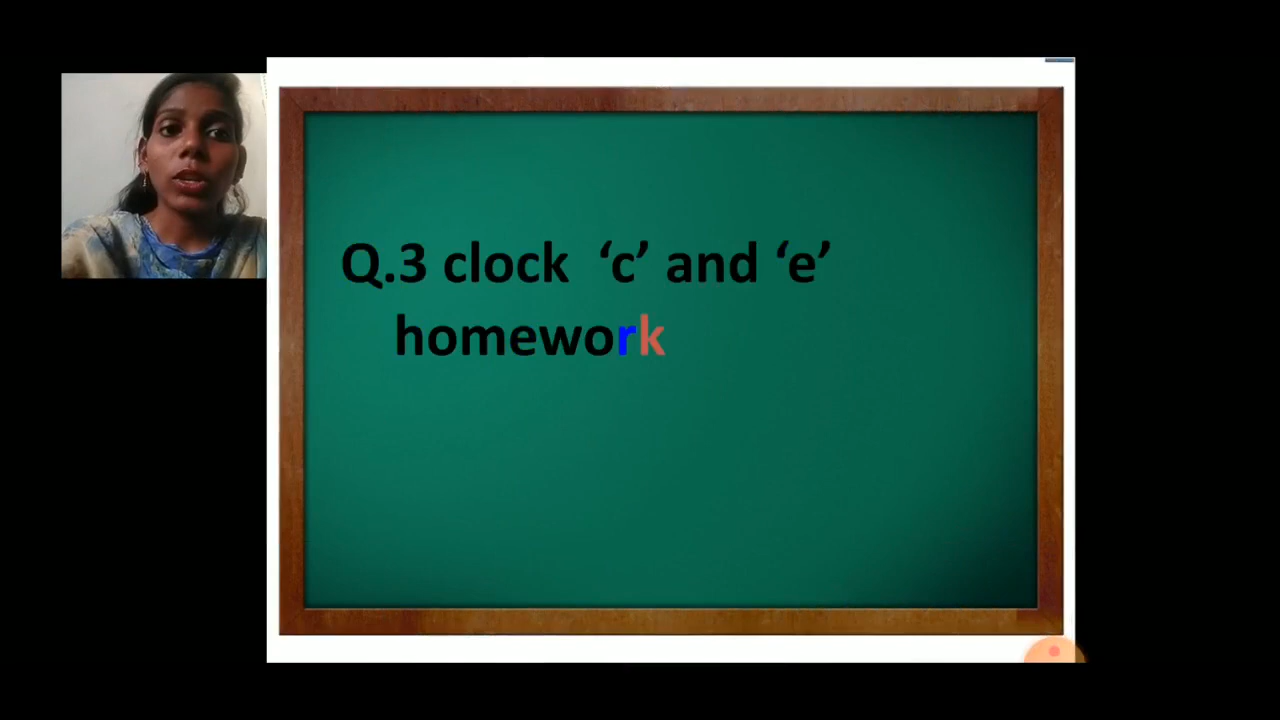 Q.3 clock ‘c’ and ‘e’
homework